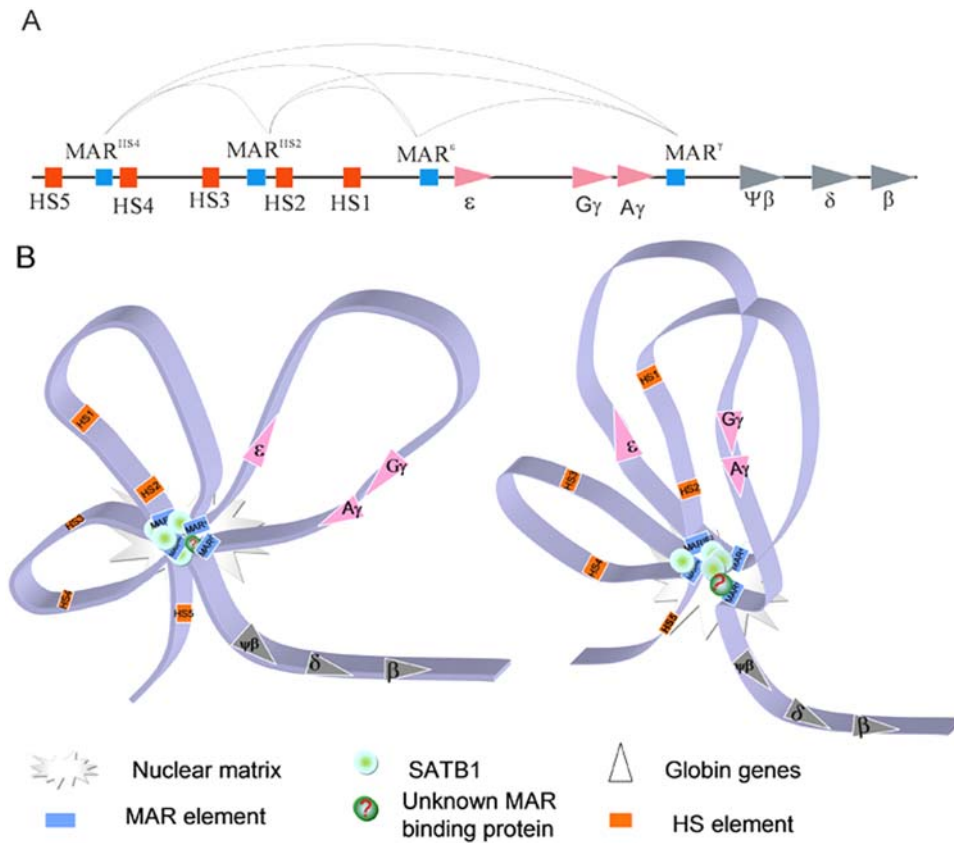 A
MAR^HS4 MAR^HS2 MAR^ε MAR^γ
HS5 HS4 HS3 HS2 HS1 ε Gγ Aγ Ψβ δ β
B
HS1
HS2
HS3
HS4
HS5
ε
Gγ
Aγ
MAR
ψβ
δ
β
HS1
HS2
HS3
HS4
HS5
ε
Gγ
Aγ
MAR
ψβ
δ
β
Nuclear matrix
SATB1
Globin genes
MAR element
?
Unknown MAR
binding protein
HS element